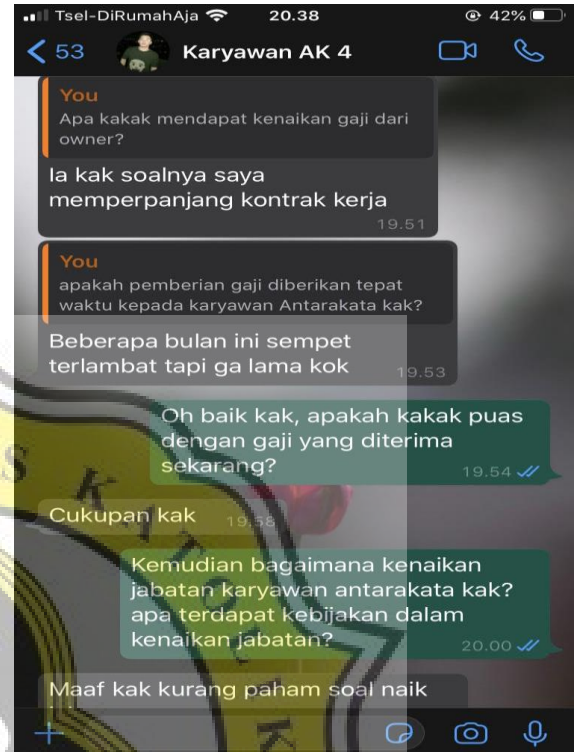 Tsel-DiRumahAja 20.38 42%
53 Karyawan AK 4
You
Apa kakak mendapat kenaikan gaji dari
owner?
Ia kak soalnya saya
memperpanjang kontrak kerja
19.51
You
apakah pemberian gaji diberikan tepat
waktu kepada karyawan Antarakata kak?
Beberapa bulan ini sempet
terlambat tapi ga lama kok 19.53
Oh baik kak, apakah kakak puas
dengan gaji yang diterima
sekarang? 19.54
Cukupan kak 19.58
Kemudian bagaimana kenaikan
jabatan karyawan antarakata kak?
apa terdapat kebijakan dalam
kenaikan jabatan? 20.00
Maaf kak kurang paham soal naik
S KATOLIK